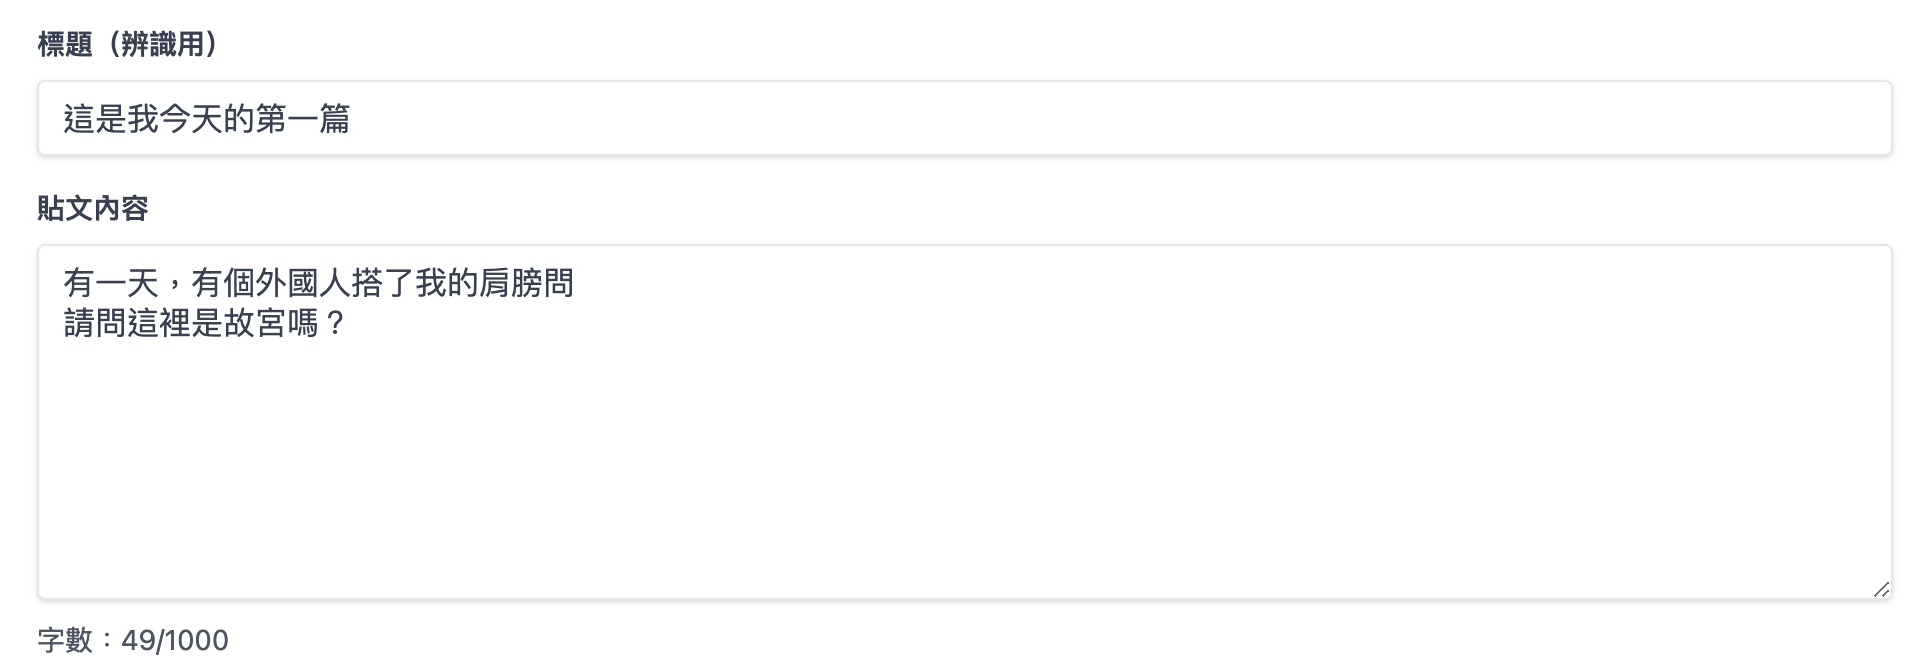 標題（辨識用）
這是我今天的第一篇
貼文內容
有一天，有個外國人搭了我的肩膀問
請問這裡是故宮嗎？
字數：49/1000